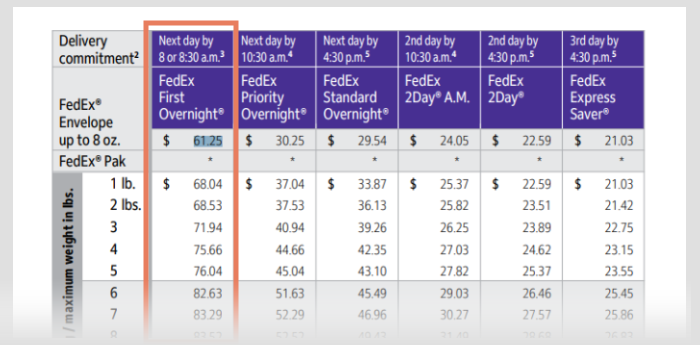 Delivery commitment² Next day by 8 or 8:30 a.m.³ Next day by 10:30 a.m.⁴ Next day by 4:30 p.m.⁵ 2nd day by 10:30 a.m.⁴ 2nd day by 4:30 p.m.⁵ 3rd day by 4:30 p.m.⁵
FedEx® Envelope up to 8 oz. FedEx First Overnight® FedEx Priority Overnight® FedEx Standard Overnight® FedEx 2Day® A.M. FedEx 2Day® FedEx Express Saver®
$ 61.25 $ 30.25 $ 29.54 $ 24.05 $ 22.59 $ 21.03
FedEx® Pak * * * * * *
/ maximum weight in lbs.
1 lb. $ 68.04 $ 37.04 $ 33.87 $ 25.37 $ 22.59 $ 21.03
2 lbs. 68.53 37.53 36.13 25.82 23.51 21.42
3 71.94 40.94 39.26 26.25 23.89 22.75
4 75.66 44.66 42.35 27.03 24.62 23.15
5 76.04 45.04 43.10 27.82 25.37 23.55
6 82.63 51.63 45.49 29.03 26.46 25.45
7 83.29 52.29 46.96 30.27 27.57 25.86
8